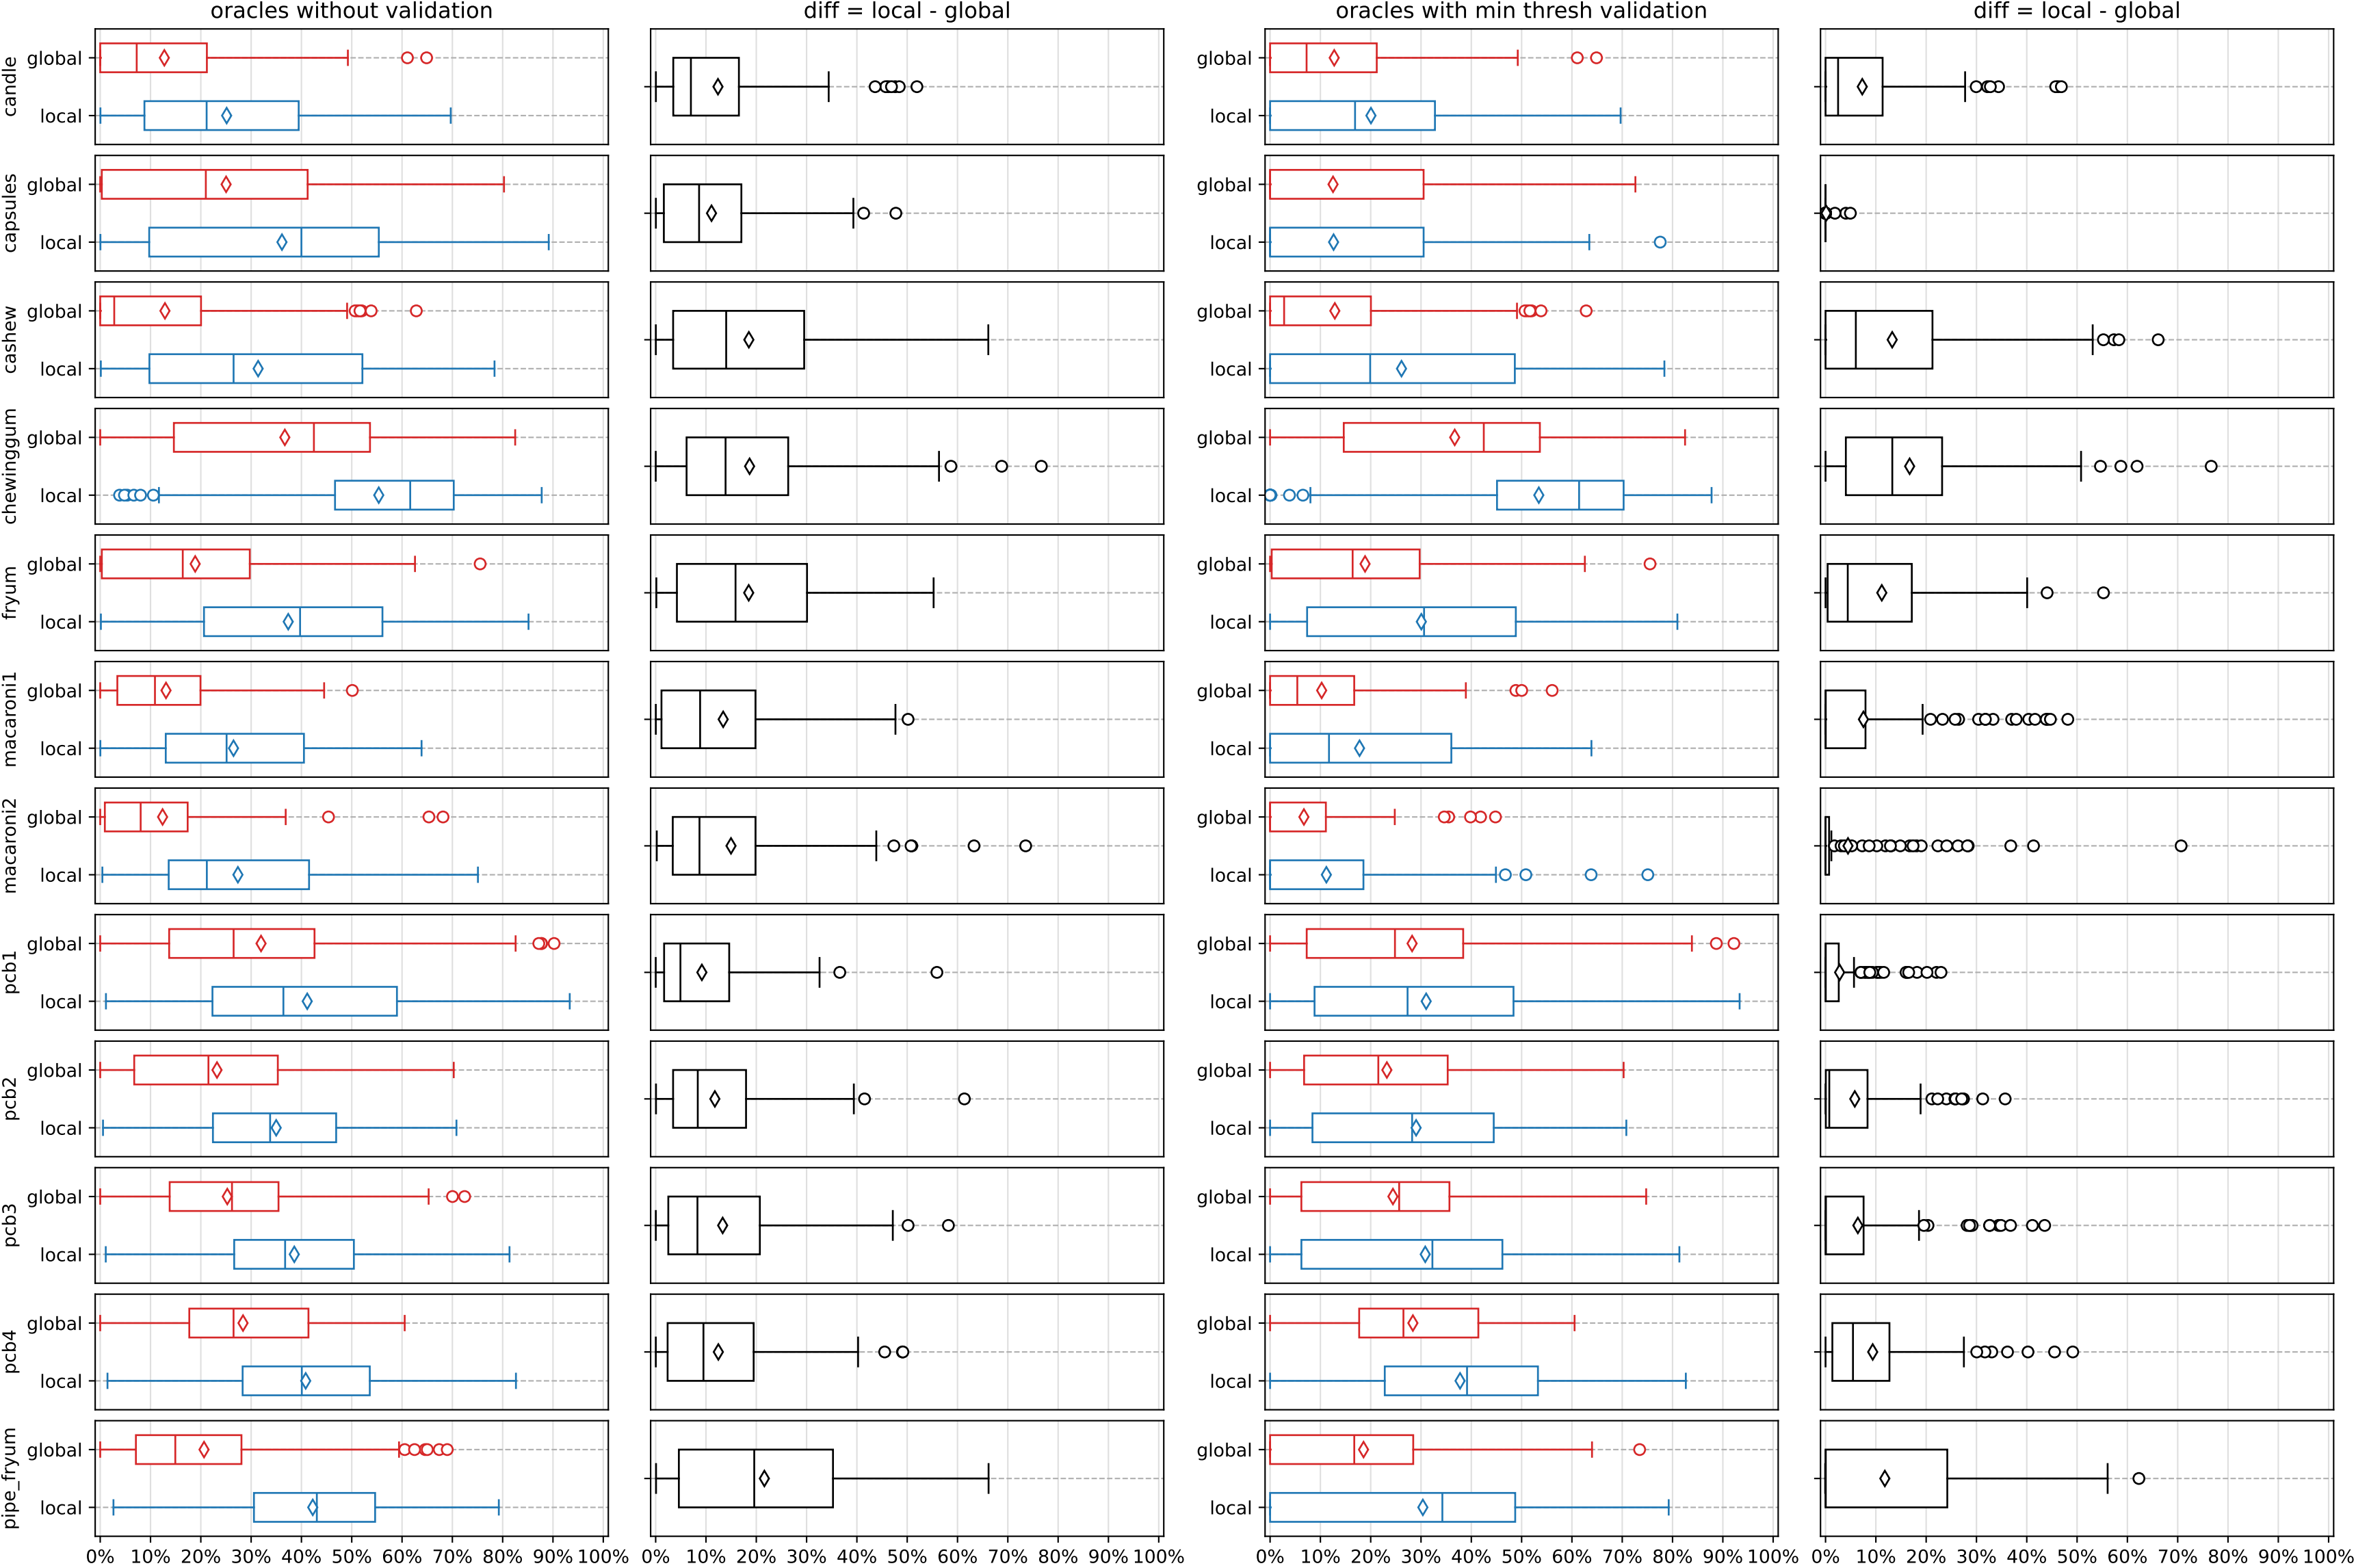 oracles without validation diff = local - global oracles with min thresh validation diff = local - global
candle global global
local local
capsules global global
local local
cashew global global
local local
chewinggum global global
local local
fryum global global
local local
macaroni1 global global
local local
macaroni2 global global
local local
pcb1 global global
local local
pcb2 global global
local local
pcb3 global global
local local
pcb4 global global
local local
pipe_fryum global global
local local
0% 10% 20% 30% 40% 50% 60% 70% 80% 90% 100% 0% 10% 20% 30% 40% 50% 60% 70% 80% 90% 100% 0% 10% 20% 30% 40% 50% 60% 70% 80% 90% 100% 0% 10% 20% 30% 40% 50% 60% 70% 80% 90% 100%